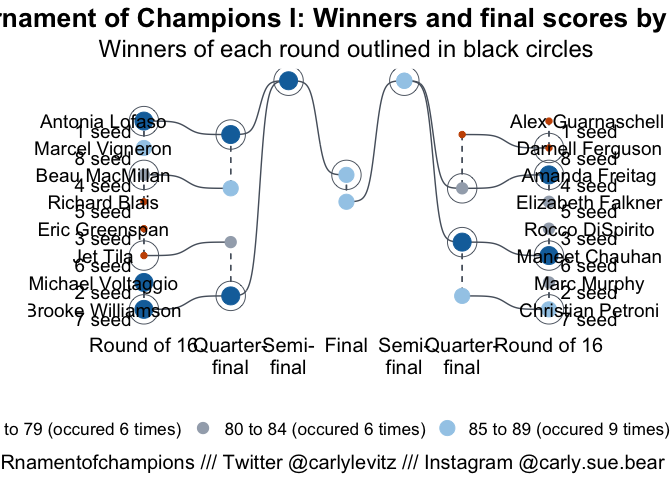 rnament of Champions I: Winners and final scores by
Winners of each round outlined in black circles
Antonia Lofaso
1 seed
Marcel Vigneron
8 seed
Beau MacMillan
4 seed
Richard Blais
5 seed
Eric Greenspan
3 seed
Jet Tila
6 seed
Michael Voltaggio
2 seed
Brooke Williamson
7 seed
Alex Guarnaschelli
1 seed
Darnell Ferguson
8 seed
Amanda Freitag
4 seed
Elizabeth Falkner
5 seed
Rocco DiSpirito
3 seed
Maneet Chauhan
6 seed
Marc Murphy
2 seed
Christian Petroni
7 seed
Round of 16 Quarter- Semi- Final Semi- Quarter- Round of 16
final final final final
to 79 (occured 6 times) 80 to 84 (occured 6 times) 85 to 89 (occured 9 times)
Rnamentofchampions /// Twitter @carlylevitz /// Instagram @carly.sue.bear